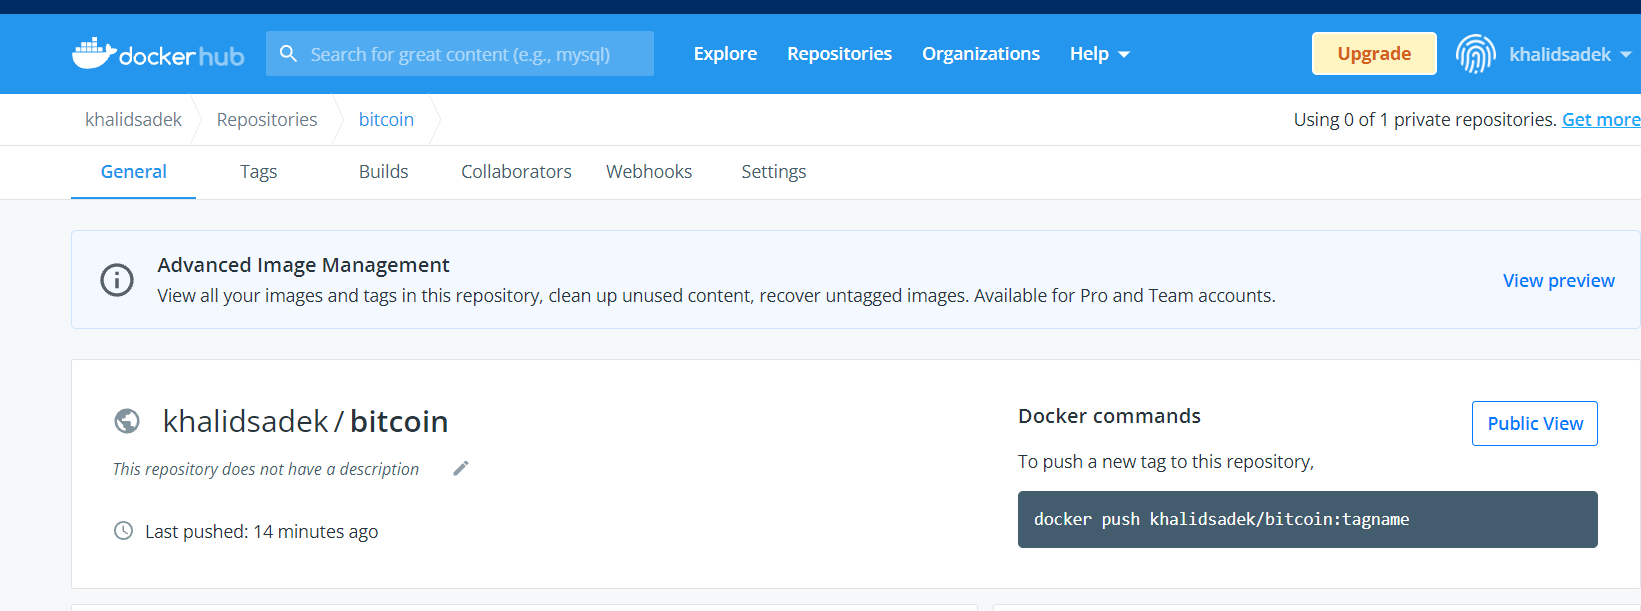 docker hub Search for great content (e.g., mysql) Explore Repositories Organizations Help Upgrade khalidsadek
khalidsadek Repositories bitcoin Using 0 of 1 private repositories. Get more
General Tags Builds Collaborators Webhooks Settings
Advanced Image Management
View all your images and tags in this repository, clean up unused content, recover untagged images. Available for Pro and Team accounts.
View preview
khalidsadek / bitcoin
This repository does not have a description
Last pushed: 14 minutes ago
Docker commands
Public View
To push a new tag to this repository,
docker push khalidsadek/bitcoin:tagname